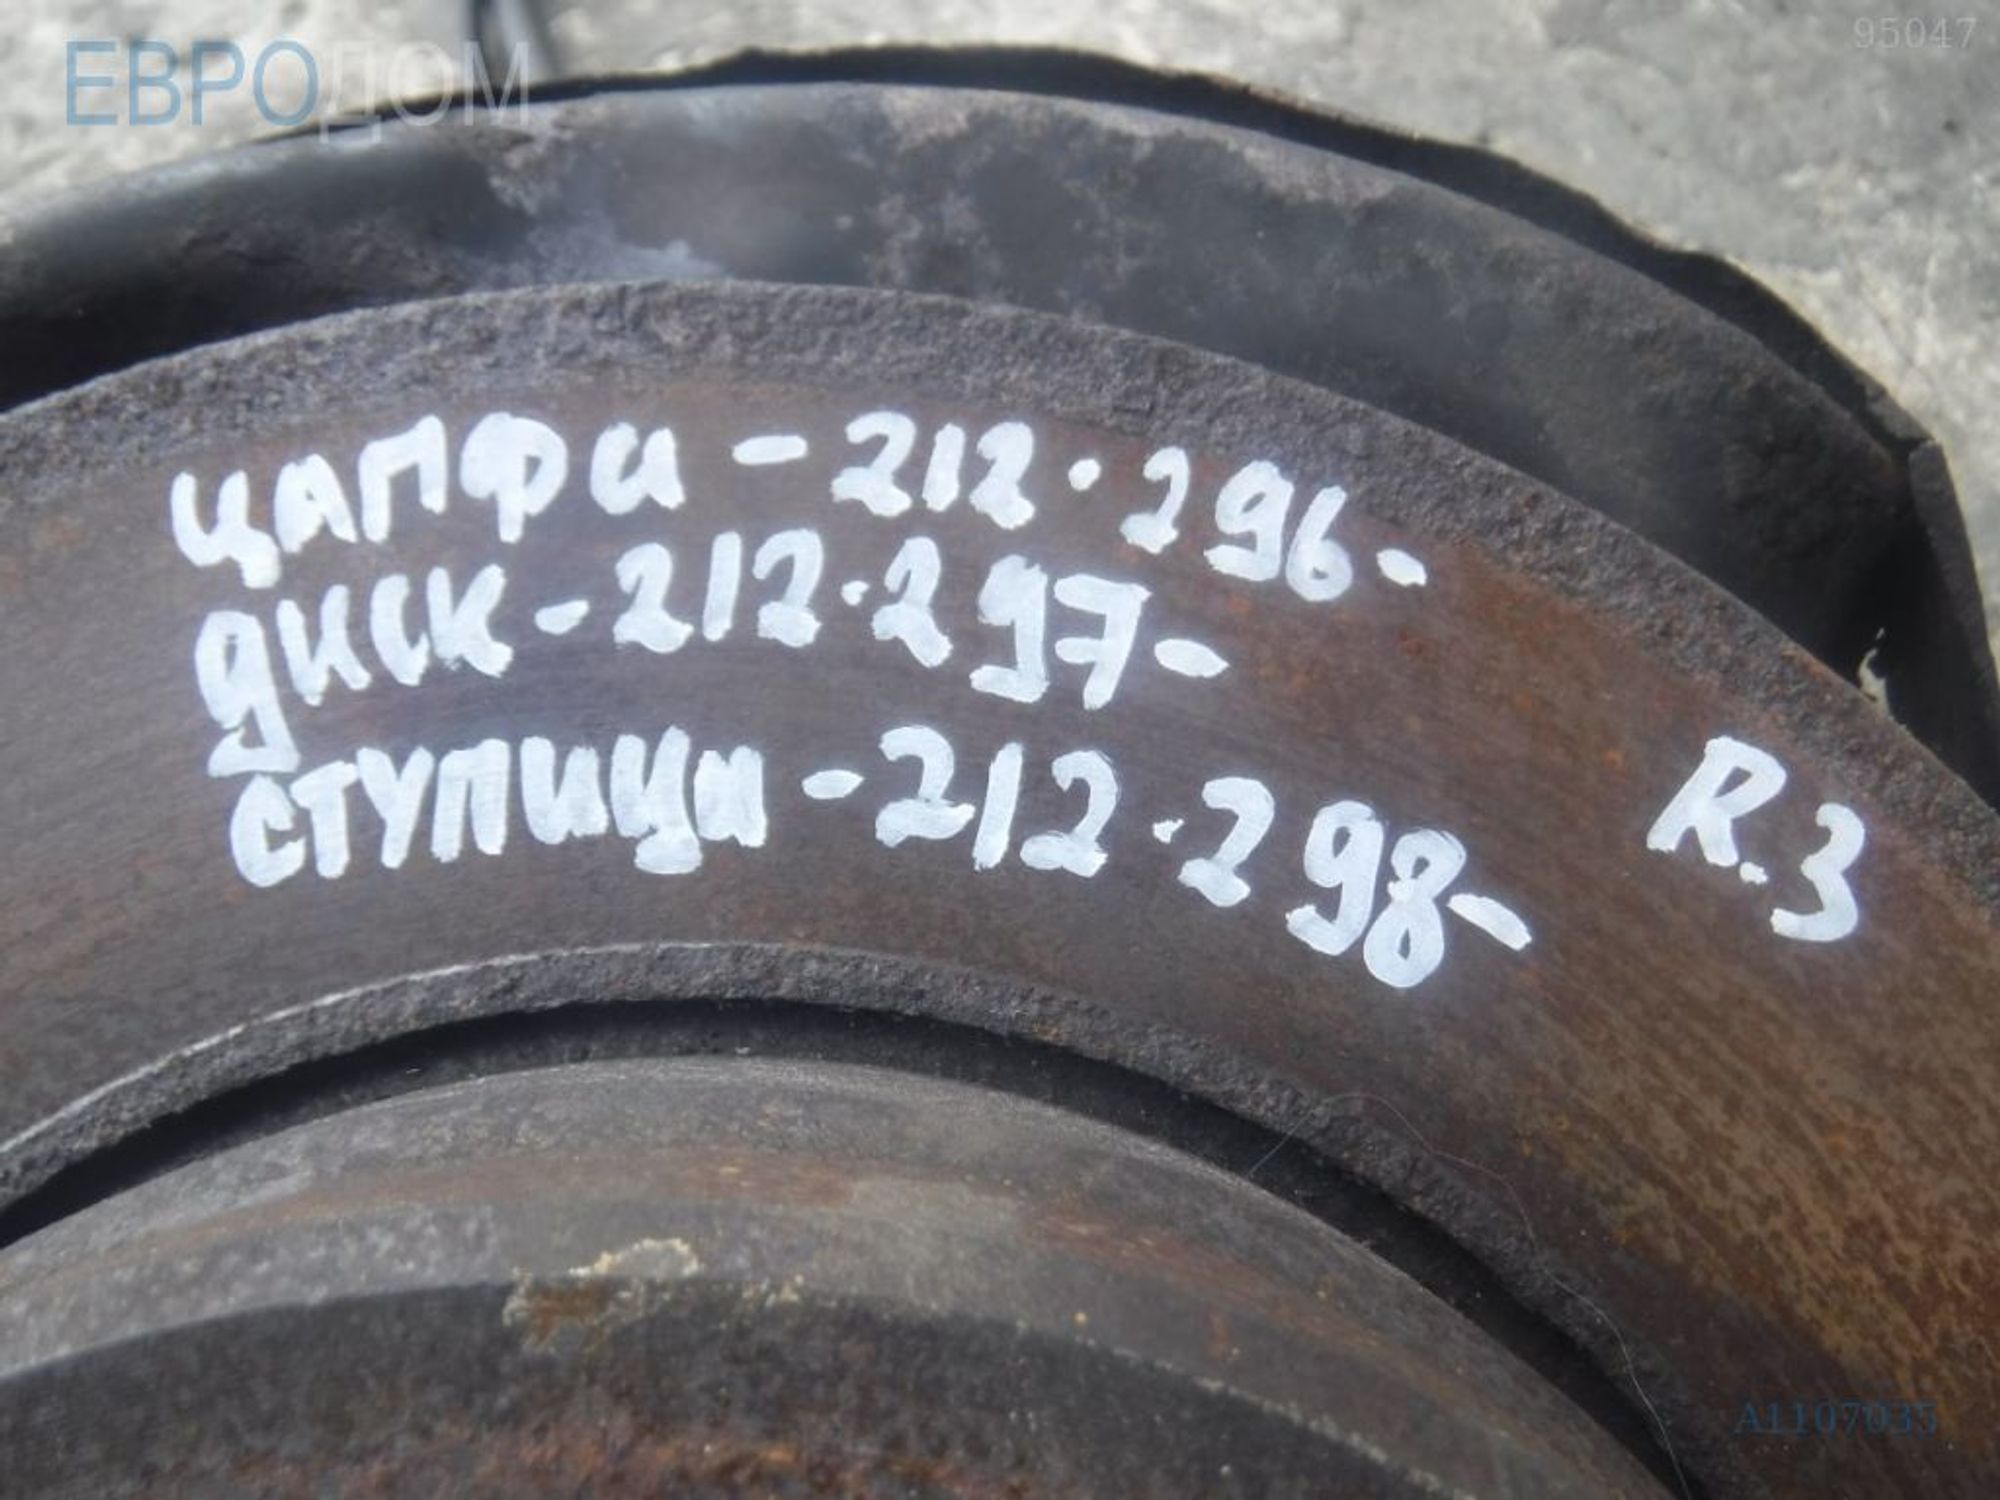 ЕВРОДОМ
95047
цапфи - 212.296-
диск - 212.297-
ступици - 212.298-
R.3
A1107035